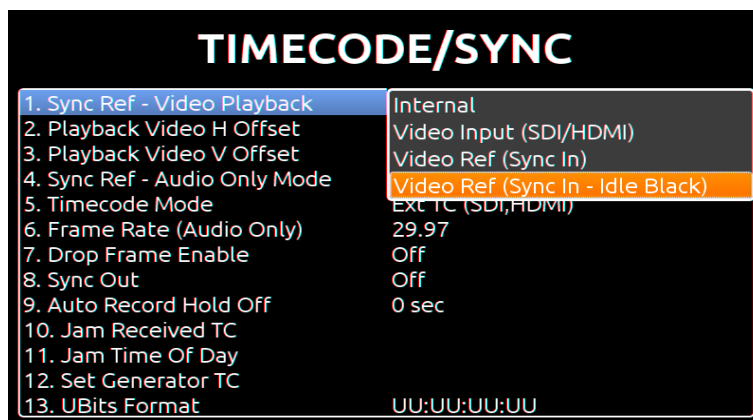 TIMECODE/SYNC
1. Sync Ref - Video Playback
Internal
2. Playback Video H Offset
Video Input (SDI/HDMI)
3. Playback Video V Offset
Video Ref (Sync In)
4. Sync Ref - Audio Only Mode
Video Ref (Sync In - Idle Black)
5. Timecode Mode
Ext TC (SDI,HDMI)
6. Frame Rate (Audio Only) 29.97
7. Drop Frame Enable Off
8. Sync Out Off
9. Auto Record Hold Off 0 sec
10. Jam Received TC
11. Jam Time Of Day
12. Set Generator TC
13. UBits Format UU:UU:UU:UU